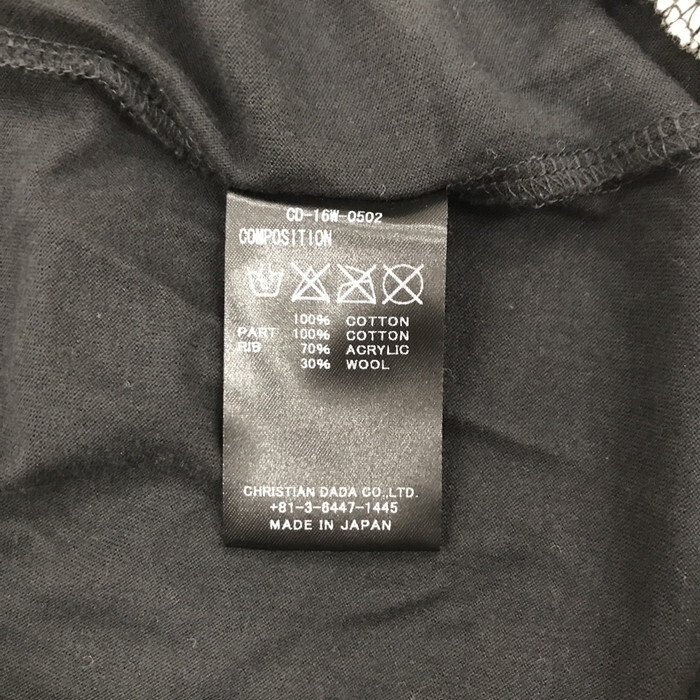 CD-16W-0502
COMPOSITION
100% COTTON
PART 100% COTTON
RIB 70% ACRYLIC
30% WOOL
CHRISTIAN DADA CO.,LTD.
+81-3-6447-1445
MADE IN JAPAN